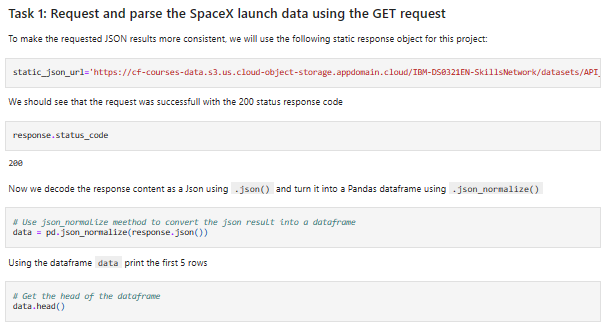 Task 1: Request and parse the SpaceX launch data using the GET request
To make the requested JSON results more consistent, we will use the following static response object for this project:
static_json_url='https://cf-courses-data.s3.us.cloud-object-storage.appdomain.cloud/IBM-DS0321EN-SkillsNetwork/datasets/API_
We should see that the request was successfull with the 200 status response code
response.status_code
200
Now we decode the response content as a Json using .json() and turn it into a Pandas dataframe using .json_normalize()
# Use json_normalize meethod to convert the json result into a dataframe
data = pd.json_normalize(response.json())
Using the dataframe data print the first 5 rows
# Get the head of the dataframe
data.head()